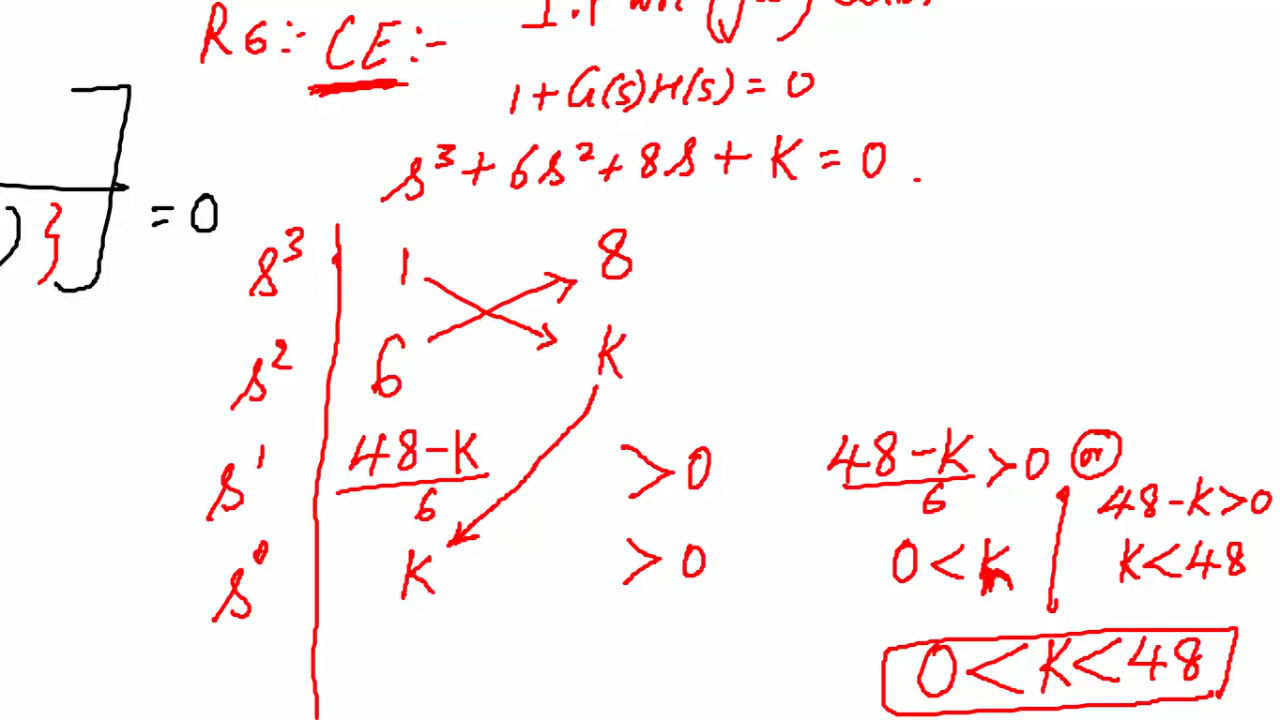 R6:- CE:-
1+G(s)H(s) = 0
s³+6s²+8s+K = 0.
)} ] = 0
s³ | 1 8
s² | 6 K
s¹ | 48-K/6 >0
s⁰ | K >0
48-K/6 >0 or
48-K>0
0<K K<48
0<K<48